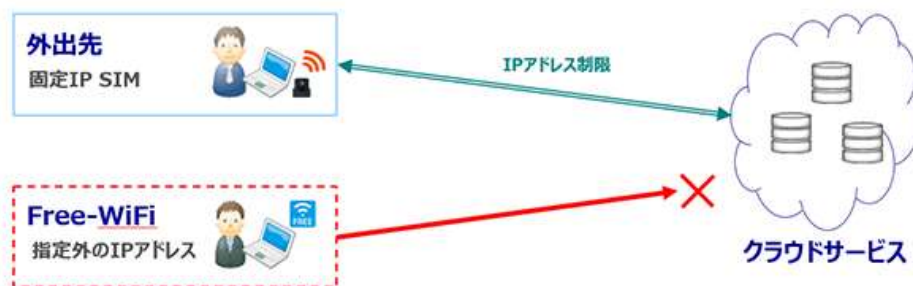 外出先
固定IP SIM
IPアドレス制限
Free-WiFi
FREE
指定外のIPアドレス
クラウドサービス